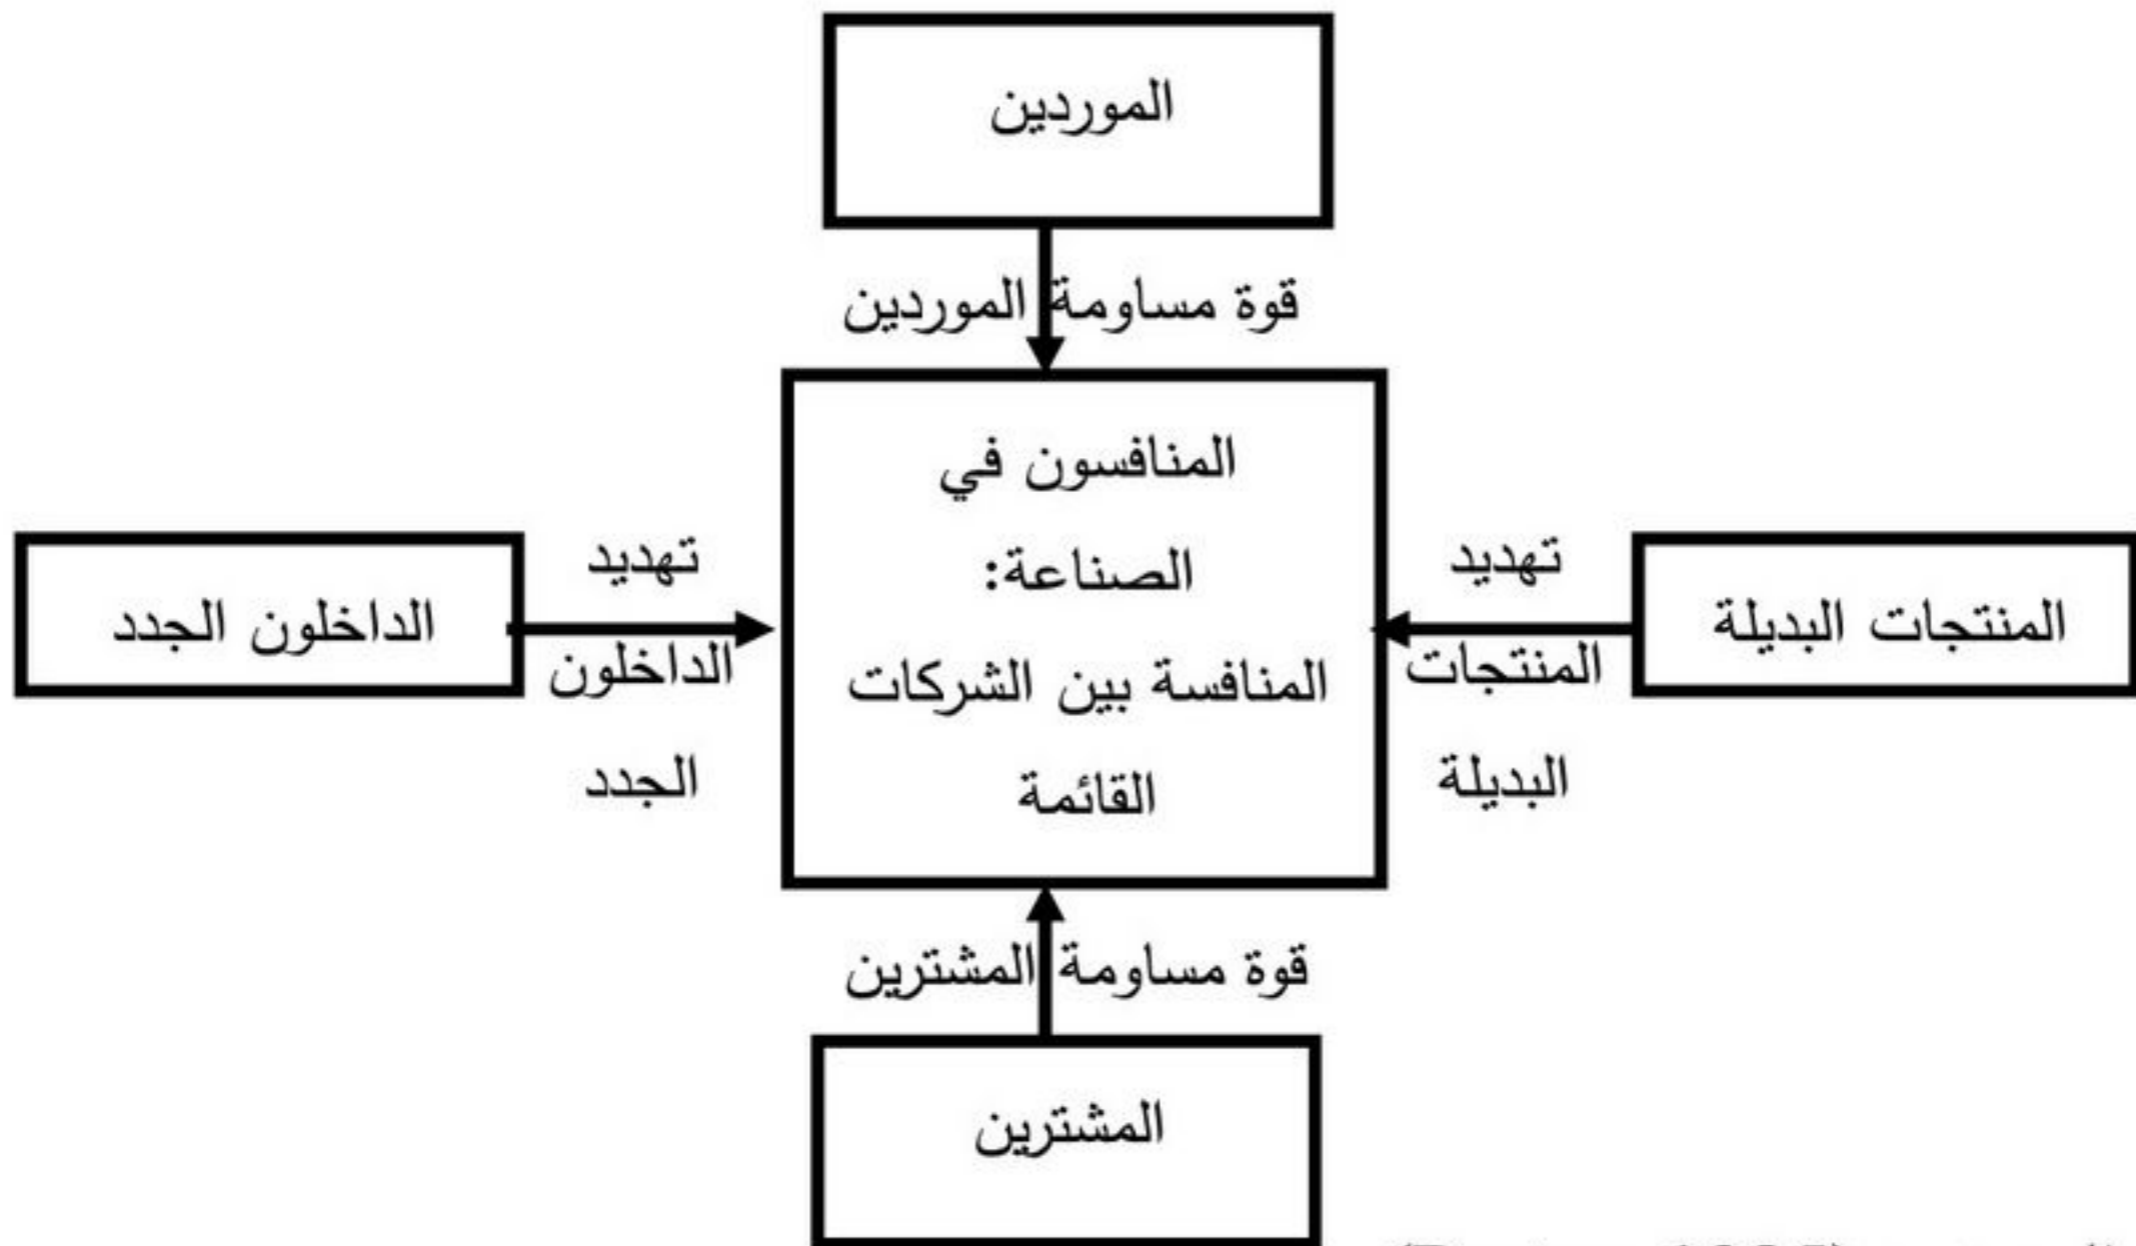 الموردين
قوة مساومة الموردين
المنافسون في
الصناعة:
المنافسة بين الشركات
القائمة
تهديد
المنتجات
البديلة
المنتجات البديلة
تهديد
الداخلون
الجدد
الداخلون الجدد
قوة مساومة المشترين
المشترين